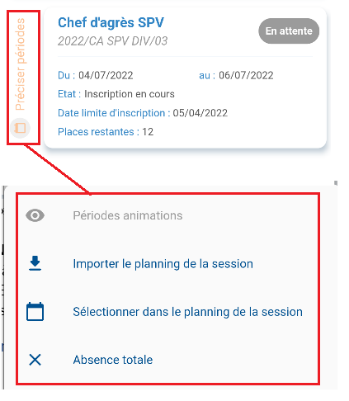 Préciser périodes
Chef d'agrès SPV
2022/CA SPV DIV/03
En attente
Du : 04/07/2022 au : 06/07/2022
Etat : Inscription en cours
Date limite d'inscription : 05/04/2022
Places restantes : 12
Périodes animations
Importer le planning de la session
Sélectionner dans le planning de la session
Absence totale